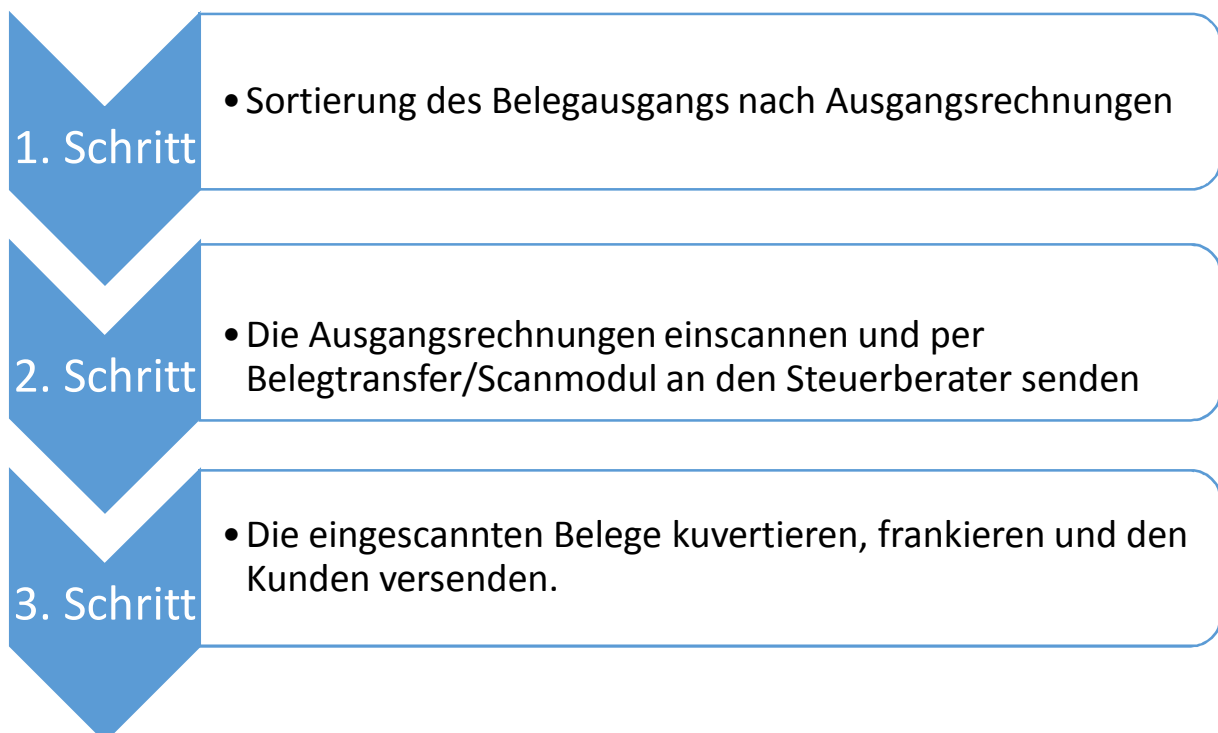 1. Schritt
• Sortierung des Belegausgangs nach Ausgangsrechnungen
2. Schritt
• Die Ausgangsrechnungen einscannen und per
Belegtransfer/Scanmodul an den Steuerberater senden
3. Schritt
• Die eingescannten Belege kuvertieren, frankieren und den
Kunden versenden.